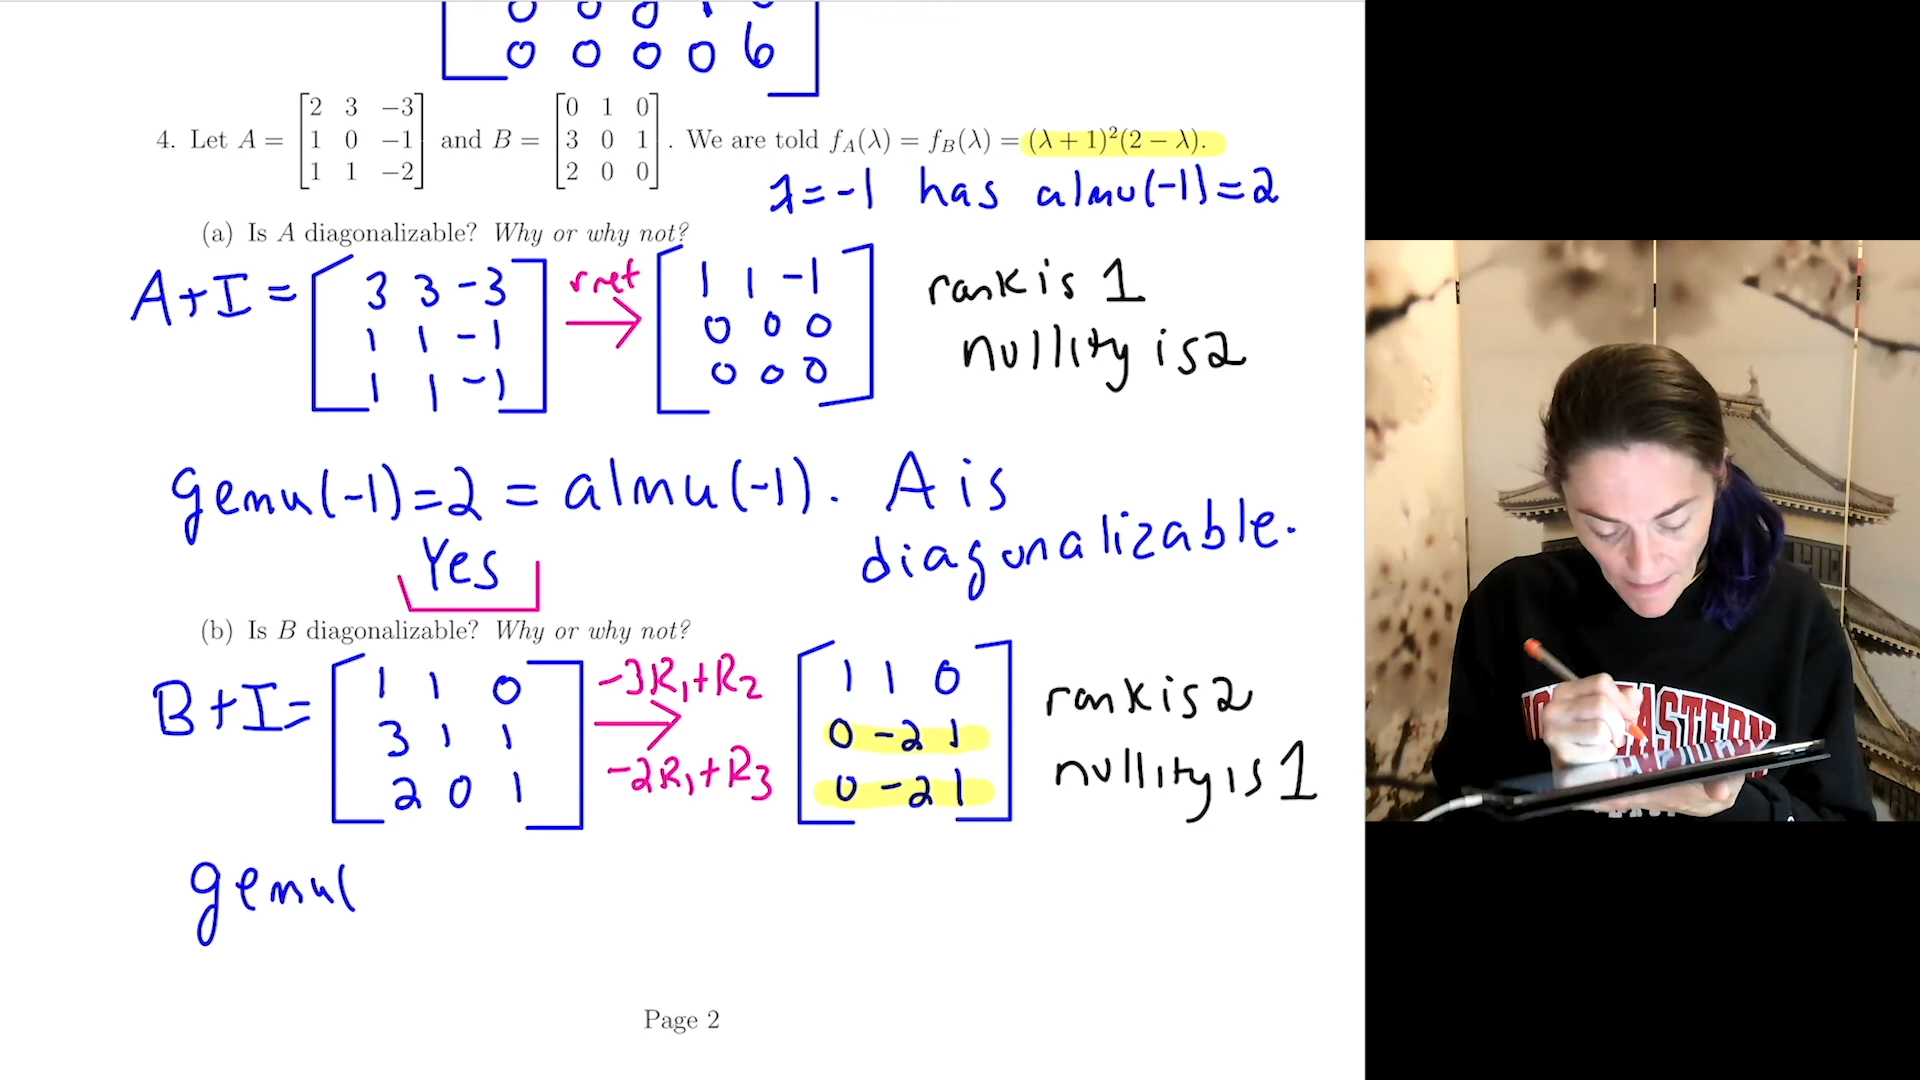 0 0 0 1
0 0 0 0 6
4. Let A = [2 3 −3; 1 0 −1; 1 1 −2] and B = [0 1 0; 3 0 1; 2 0 0]. We are told f_A(λ) = f_B(λ) = (λ + 1)²(2 − λ).
λ=-1 has almu(-1)=2
(a) Is A diagonalizable? Why or why not?
A+I = [3 3 -3; 1 1 -1; 1 1 -1] rref → [1 1 -1; 0 0 0; 0 0 0] rank is 1
nullity is 2
gemu(-1)=2 = almu(-1). A is
diagonalizable.
Yes
(b) Is B diagonalizable? Why or why not?
B+I= [1 1 0; 3 1 1; 2 0 1] -3R₁+R₂ → -2R₁+R₃ [1 1 0; 0 -2 1; 0 -2 1] rank is 2
nullity is 1
gemu(
Page 2